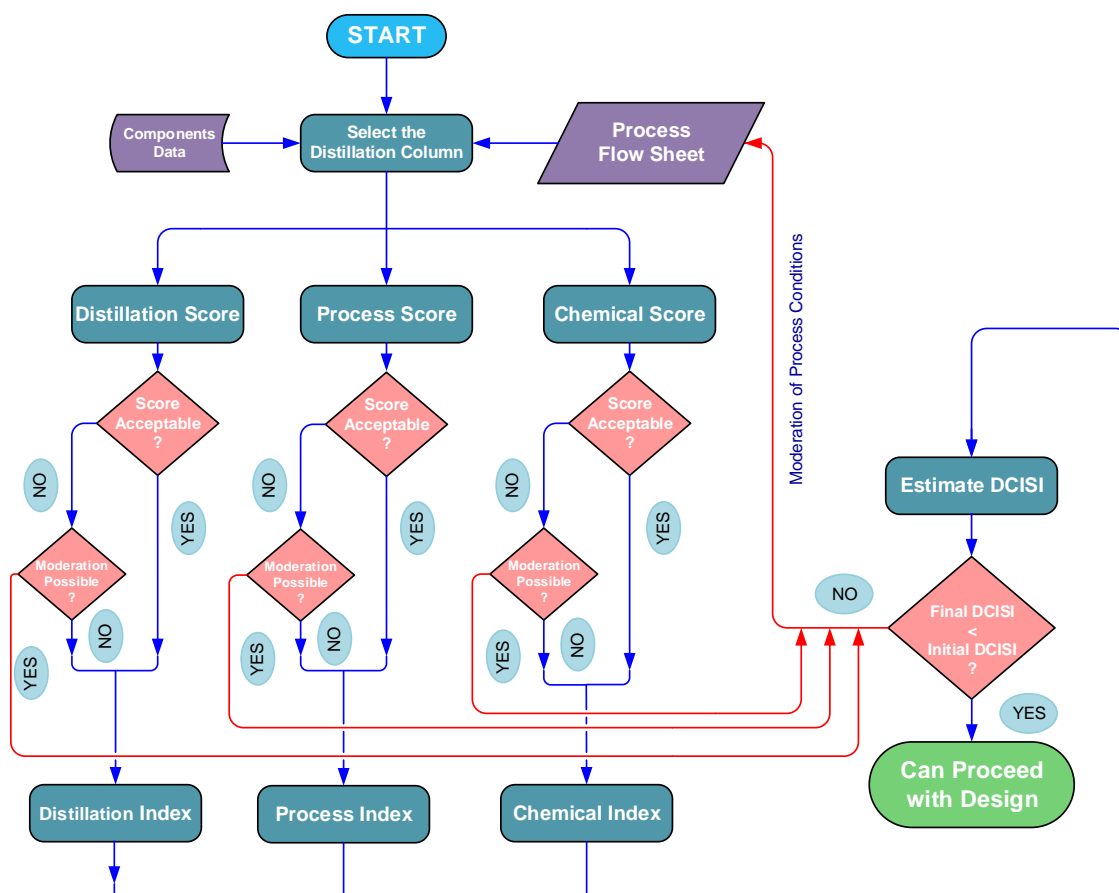 START
Components
Data
Select the
Distillation Column
Process
Flow Sheet
Moderation of Process Conditions
Distillation Score
Process Score
Chemical Score
Score
Acceptable
?
Score
Acceptable
?
Score
Acceptable
?
NO
YES
NO
YES
NO
YES
Estimate DCISI
Moderation
Possible
?
Moderation
Possible
?
Moderation
Possible
?
NO
YES
NO
YES
NO
YES
NO
Final DCISI
<
Initial DCISI
?
YES
Can Proceed
with Design
Distillation Index
Process Index
Chemical Index